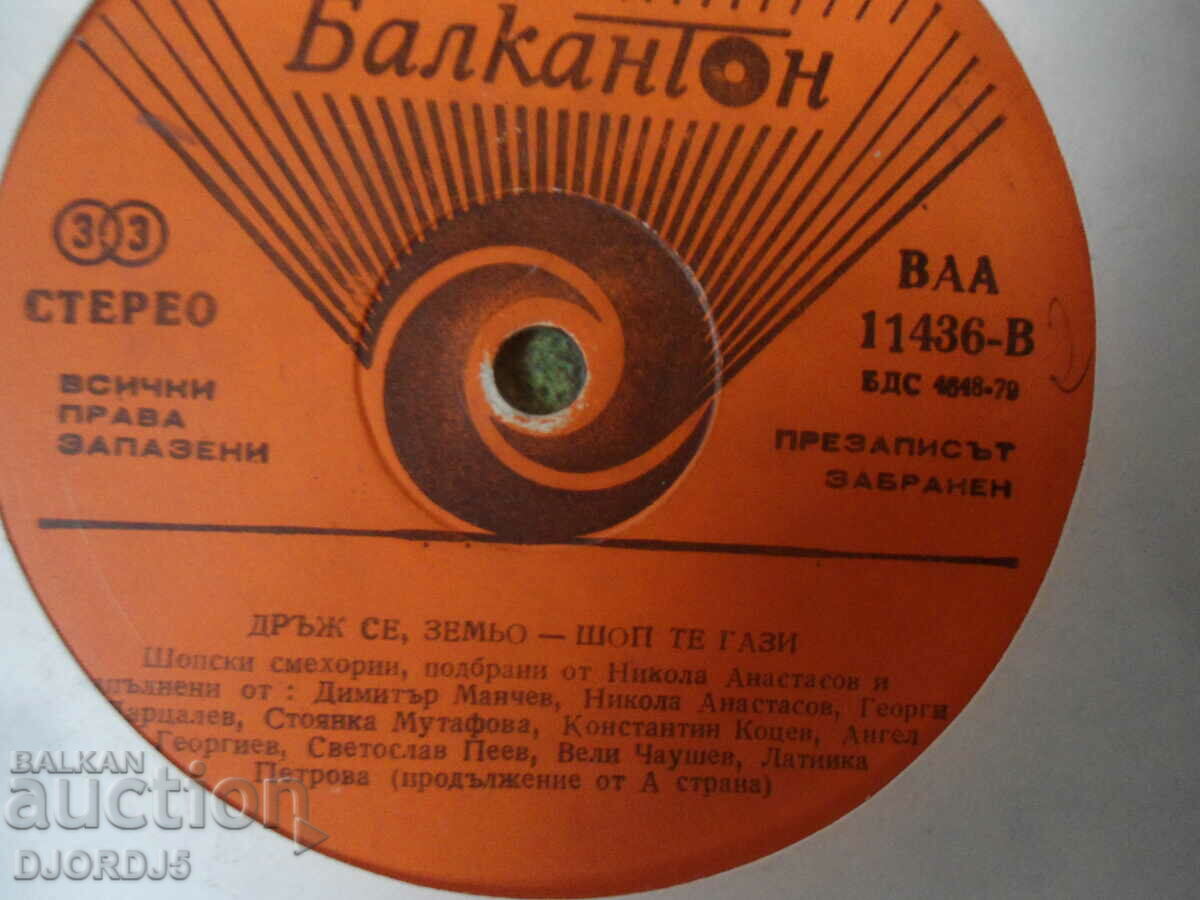 Балкантон
33
СТЕРЕО
ВСИЧКИ
ПРАВА
ЗАПАЗЕНИ
ВАА
11436-В
БДС 4648-79
ПРЕЗАПИСЪТ
ЗАБРАНЕН
ДРЪЖ СЕ, ЗЕМЬО — ШОП ТЕ ГАЗИ
Шопски смехории, подбрани от Никола Анастасов и
пълнени от : Димитър Манчев, Никола Анастасов, Георги
Парцалев, Стоянка Мутафова, Константин Коцев, Ангел
Георгиев, Светослав Пеев, Вели Чаушев, Латинка
Петрова (продължение от А страна)
BALKAN
auction
DJORDJ5